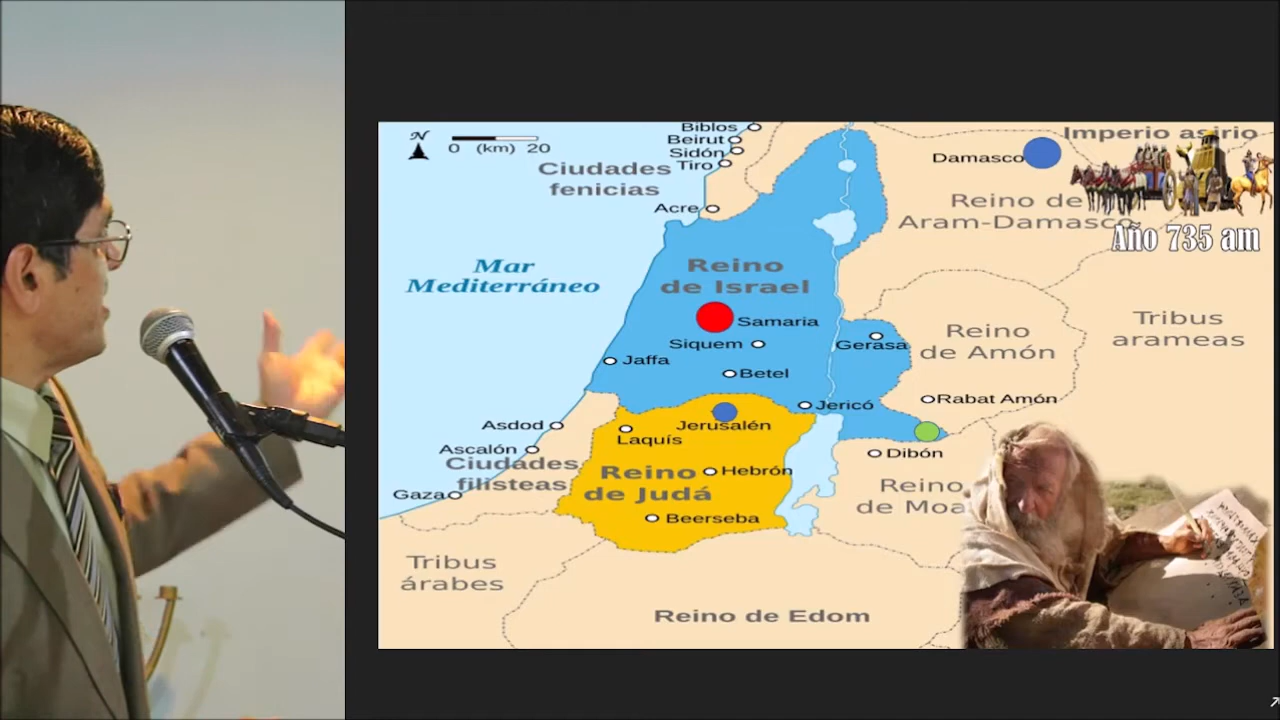 N
0 (km) 20
Biblos
Beirut
Sidón
Tiro
Ciudades
fenicias
Acre
Damasco
Imperio asirio
Reino de
Aram-Damasco
Año 735 am
Mar
Mediterráneo
Reino
de Israel
Samaria
Siquem
Gerasa
Jaffa
Betel
Reino
de Amón
Tribus
arameas
Jericó
Rabat Amón
Asdod
Jerusalén
Laquís
Ascalón
Ciudades
filisteas
Dibón
Reino
de Judá
Hebrón
Gaza
Reino
de Moa
Beerseba
Tribus
árabes
Reino de Edom